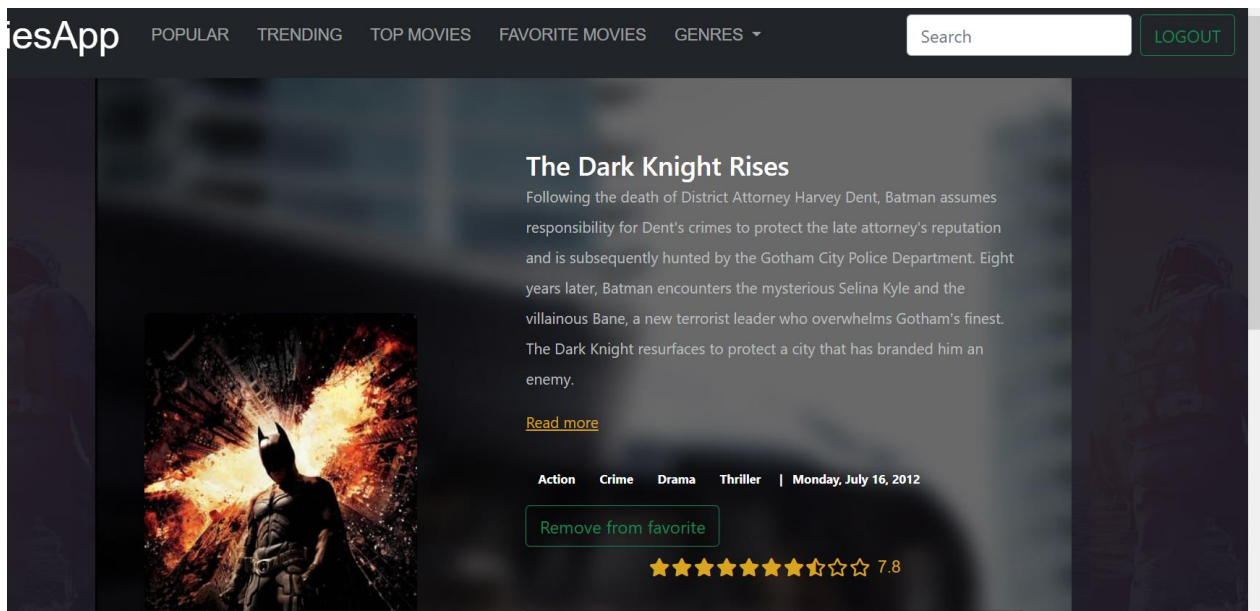 iesApp POPULAR TRENDING TOP MOVIES FAVORITE MOVIES GENRES Search LOGOUT
The Dark Knight Rises
Following the death of District Attorney Harvey Dent, Batman assumes
responsibility for Dent's crimes to protect the late attorney's reputation
and is subsequently hunted by the Gotham City Police Department. Eight
years later, Batman encounters the mysterious Selina Kyle and the
villainous Bane, a new terrorist leader who overwhelms Gotham's finest.
The Dark Knight resurfaces to protect a city that has branded him an
enemy.
Read more
Action Crime Drama Thriller | Monday, July 16, 2012
Remove from favorite
7.8